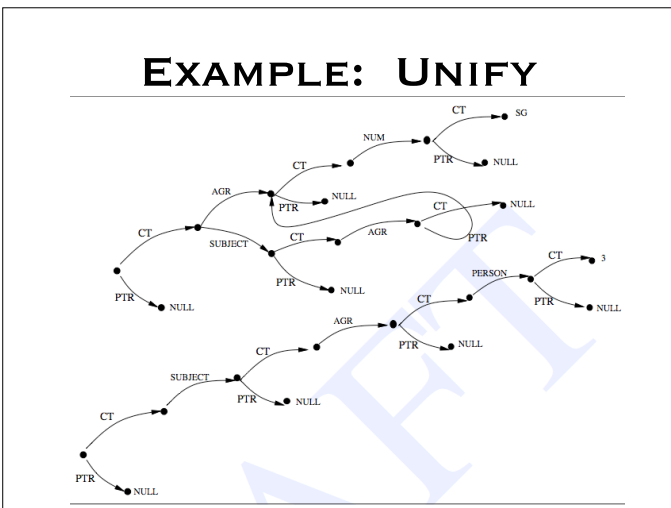 EXAMPLE: UNIFY
CT SG
NUM
CT PTR NULL
AGR NULL
PTR CT NULL
CT AGR
SUBJECT CT PTR
PTR NULL CT 3
PTR NULL PERSON
CT PTR NULL
AGR
CT PTR NULL
SUBJECT
PTR NULL
CT
PTR
NULL
AFT